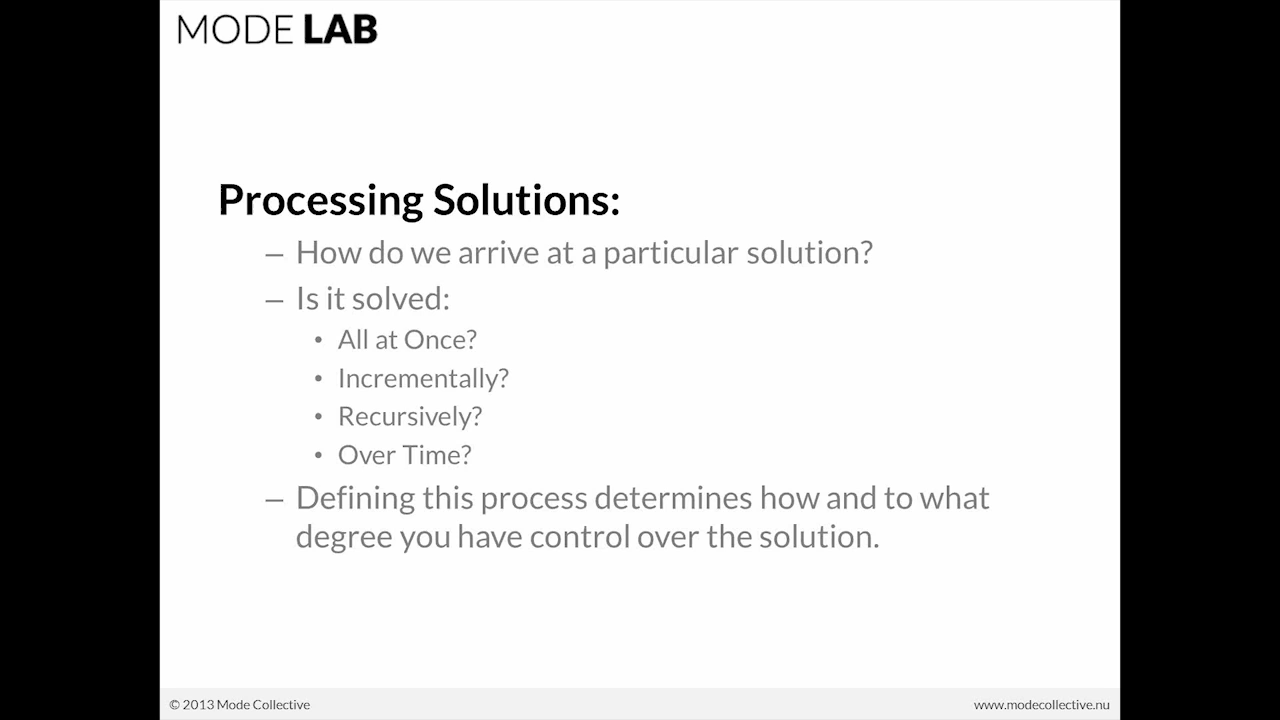 MODE LAB
Processing Solutions:
– How do we arrive at a particular solution?
– Is it solved:
• All at Once?
• Incrementally?
• Recursively?
• Over Time?
– Defining this process determines how and to what
degree you have control over the solution.
© 2013 Mode Collective
www.modecollective.nu